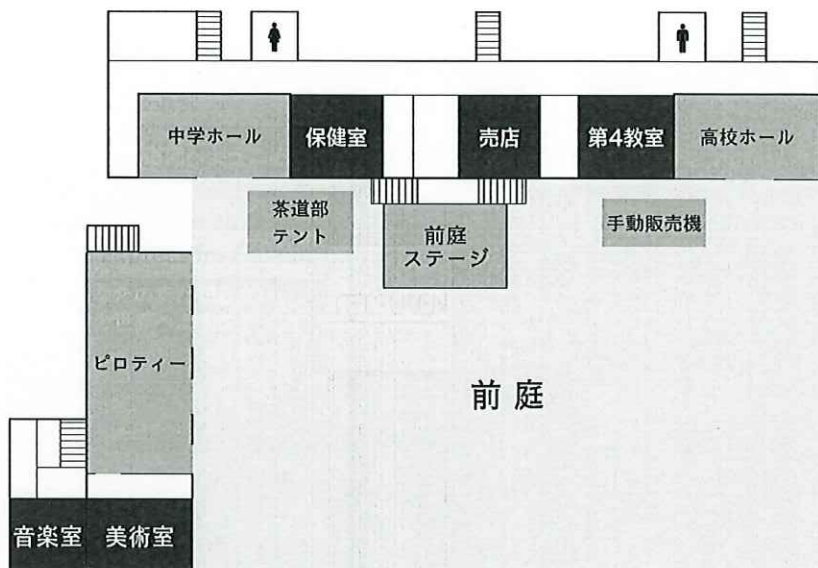 中学ホール
保健室
売店
第4教室
高校ホール
茶道部
テント
前庭
ステージ
手動販売機
ピロティー
前庭
音楽室
美術室